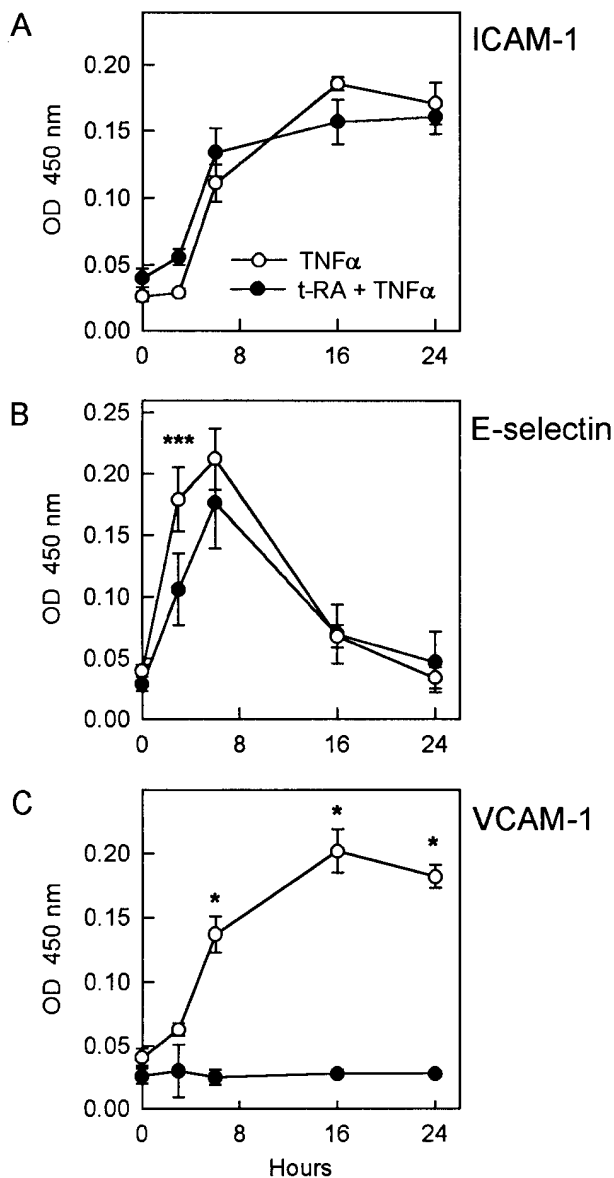 A
ICAM-1
OD 450 nm
0.20
0.15
0.10
0.05
0.00
TNFα
t-RA + TNFα
0 8 16 24
B
E-selectin
OD 450 nm
0.25
0.20
0.15
0.10
0.05
0.00
***
0 8 16 24
C
VCAM-1
OD 450 nm
0.20
0.15
0.10
0.05
0.00
*
*
*
0 8 16 24
Hours